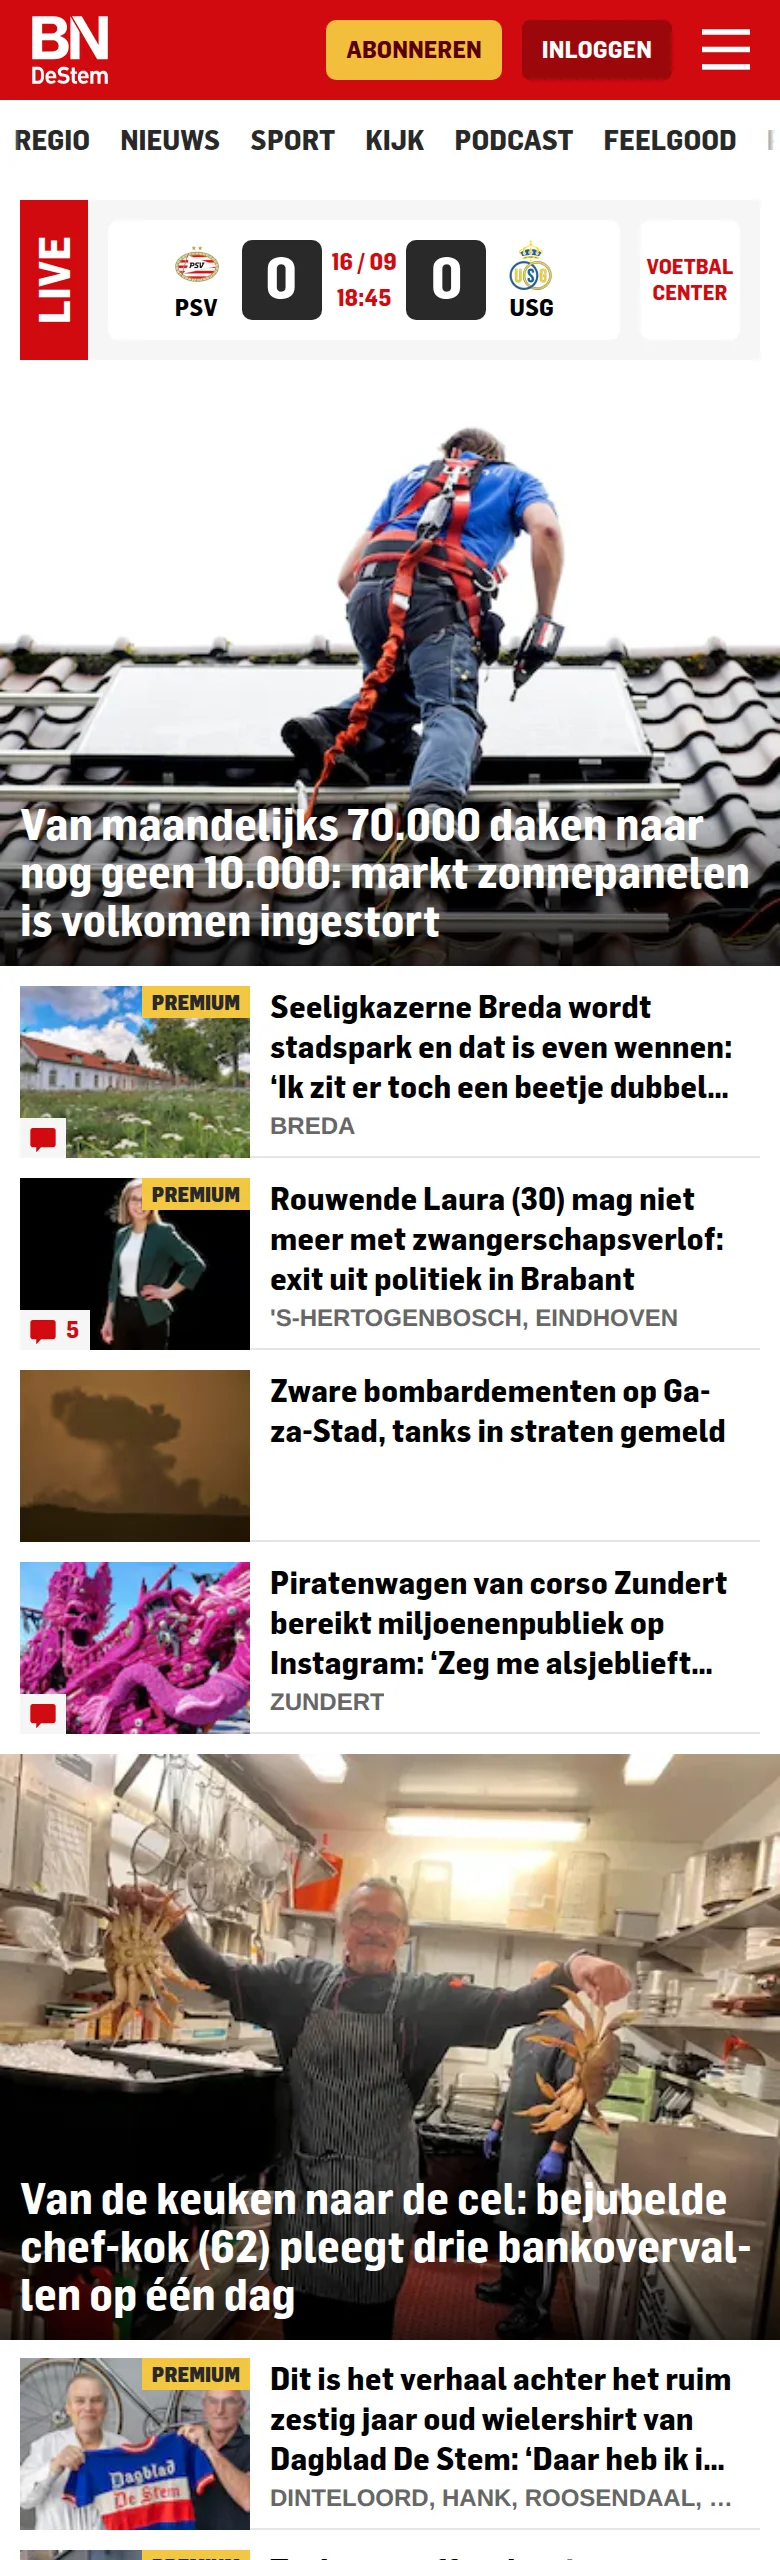 BN
DeStem
ABONNEREN
INLOGGEN
REGIO NIEUWS SPORT KIJK PODCAST FEELGOOD
LIVE
PSV
PSV
0
16 / 09
18:45
0
USG
USG
VOETBAL
CENTER
Van maandelijks 70.000 daken naar
nog geen 10.000: markt zonnepanelen
is volkomen ingestort
PREMIUM
Seeligkazerne Breda wordt
stadspark en dat is even wennen:
‘Ik zit er toch een beetje dubbel...
BREDA
PREMIUM
5
Rouwende Laura (30) mag niet
meer met zwangerschapsverlof:
exit uit politiek in Brabant
'S-HERTOGENBOSCH, EINDHOVEN
Zware bombardementen op Ga-
za-Stad, tanks in straten gemeld
Piratenwagen van corso Zundert
bereikt miljoenenpubliek op
Instagram: ‘Zeg me alsjeblieft...
ZUNDERT
Van de keuken naar de cel: bejubelde
chef-kok (62) pleegt drie bankoverval-
len op één dag
PREMIUM
Dagblad
De Stem
Dit is het verhaal achter het ruim
zestig jaar oud wielershirt van
Dagblad De Stem: ‘Daar heb ik i...
DINTELOORD, HANK, ROOSENDAAL, ...